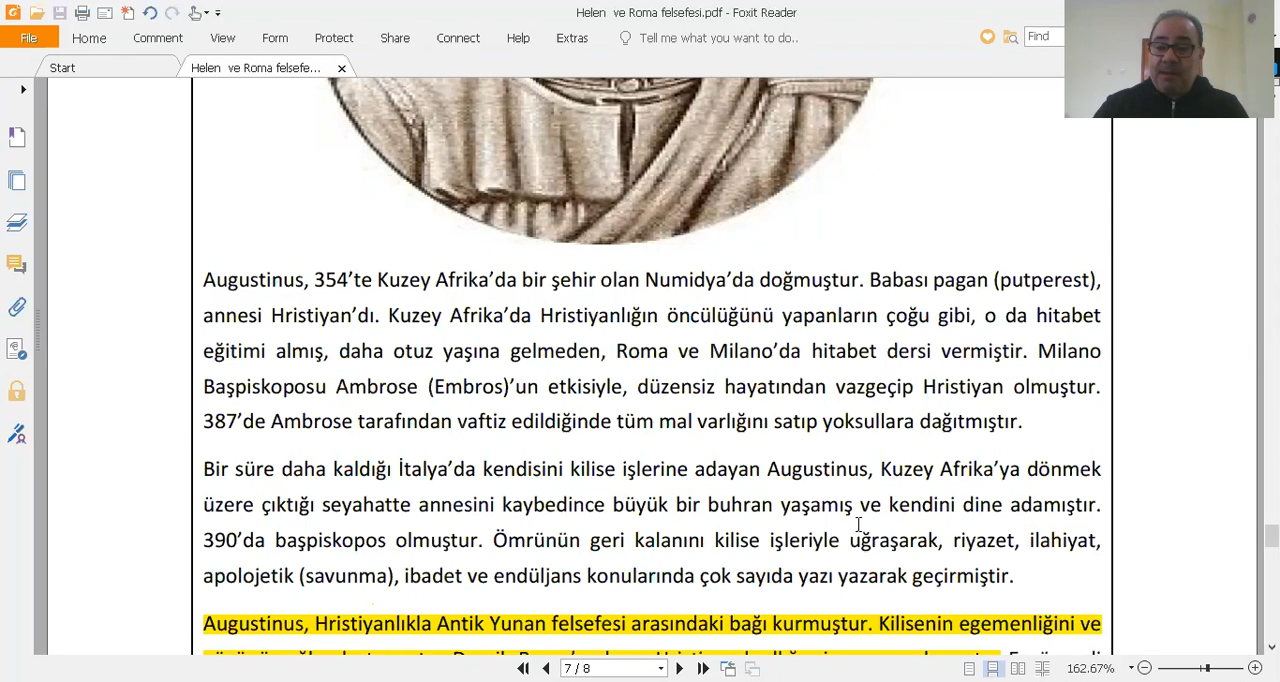 Helen ve Roma felsefesi.pdf - Foxit Reader
File Home Comment View Form Protect Share Connect Help Extras Tell me what you want to do.. Find
Start Helen ve Roma felsefe...
Augustinus, 354’te Kuzey Afrika’da bir şehir olan Numidya’da doğmuştur. Babası pagan (putperest),
annesi Hristiyan’dı. Kuzey Afrika’da Hristiyanlığın öncülüğünü yapanların çoğu gibi, o da hitabet
eğitimi almış, daha otuz yaşına gelmeden, Roma ve Milano’da hitabet dersi vermiştir. Milano
Başpiskoposu Ambrose (Embros)’un etkisiyle, düzensiz hayatından vazgeçip Hristiyan olmuştur.
387’de Ambrose tarafından vaftiz edildiğinde tüm mal varlığını satıp yoksullara dağıtmıştır.
Bir süre daha kaldığı İtalya’da kendisini kilise işlerine adayan Augustinus, Kuzey Afrika’ya dönmek
üzere çıktığı seyahatte annesini kaybedince büyük bir buhran yaşamış ve kendini dine adamıştır.
390’da başpiskopos olmuştur. Ömrünün geri kalanını kilise işleriyle uğraşarak, riyazet, ilahiyat,
apolojetik (savunma), ibadet ve endüljans konularında çok sayıda yazı yazarak geçirmiştir.
Augustinus, Hristiyanlıkla Antik Yunan felsefesi arasındaki bağı kurmuştur. Kilisenin egemenliğini ve
7 / 8 162.67%